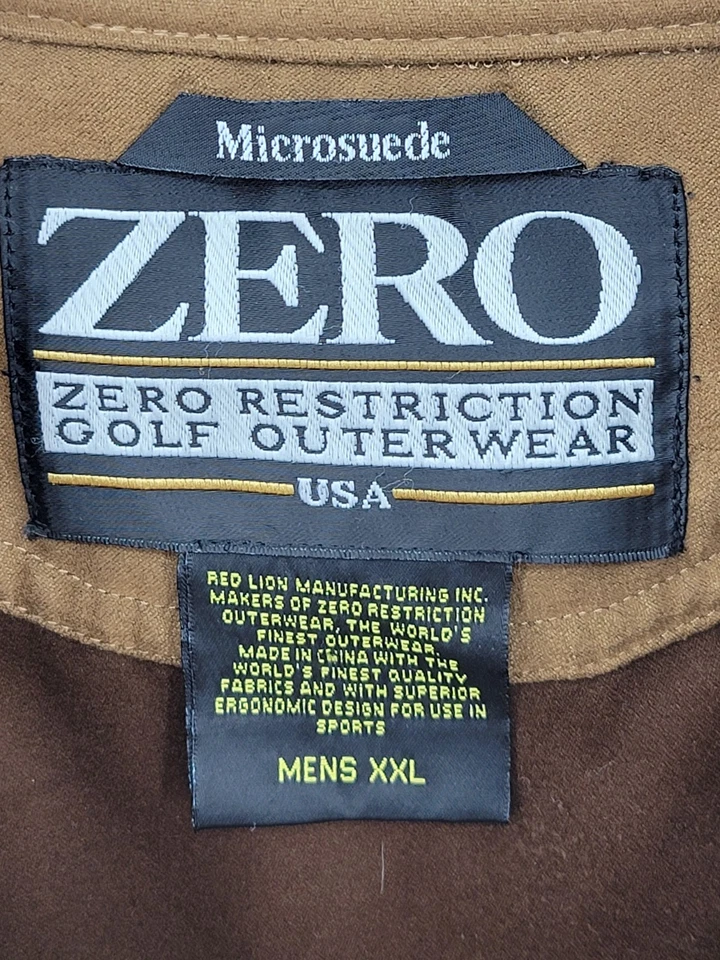 Microsuede
ZERO
ZERO RESTRICTION
GOLF OUTERWEAR
USA
RED LION MANUFACTURING INC.
MAKERS OF ZERO RESTRICTION
OUTERWEAR, THE WORLD'S
FINEST OUTERWEAR.
MADE IN CHINA WITH THE
WORLD'S FINEST QUALITY
FABRICS AND WITH SUPERIOR
ERGONOMIC DESIGN FOR USE IN
SPORTS
MENS XXL